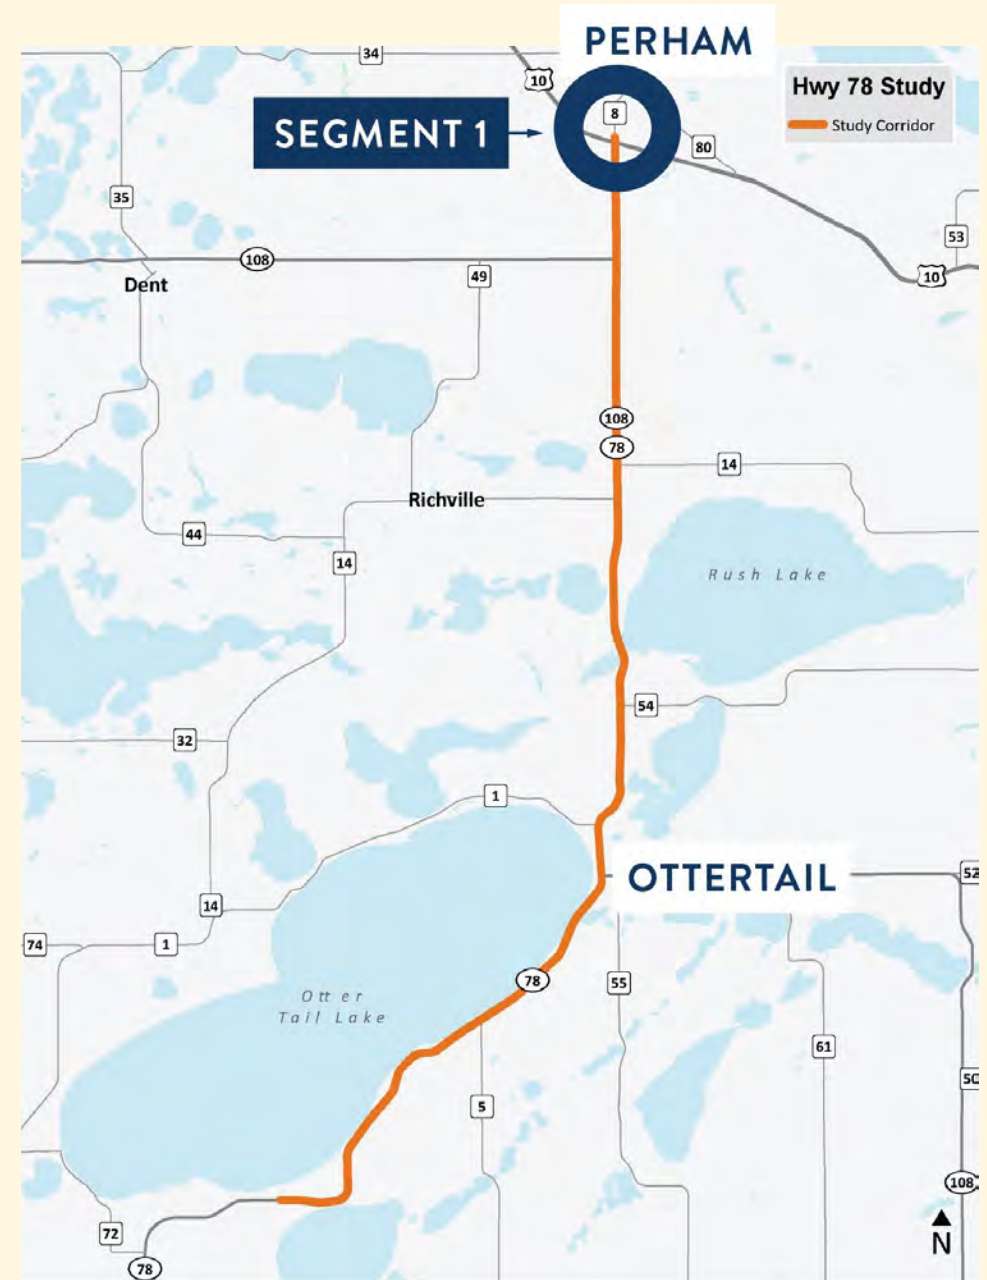 PERHAM
34
10
Hwy 78 Study
Study Corridor
8
SEGMENT 1
80
35
53
108
49
10
Dent
108
78
14
Richville
44
14
Rush Lake
54
32
1
OTTERTAIL
52
14
74
1
78
55
Otter
Tail Lake
61
50
5
108
72
N
78